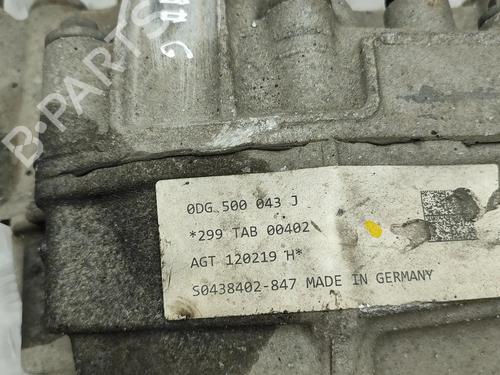 B-PARTS
0DG 500 043 J
*299 TAB 00402
AGT 120219 H*
S0438402-847 MADE IN GERMANY